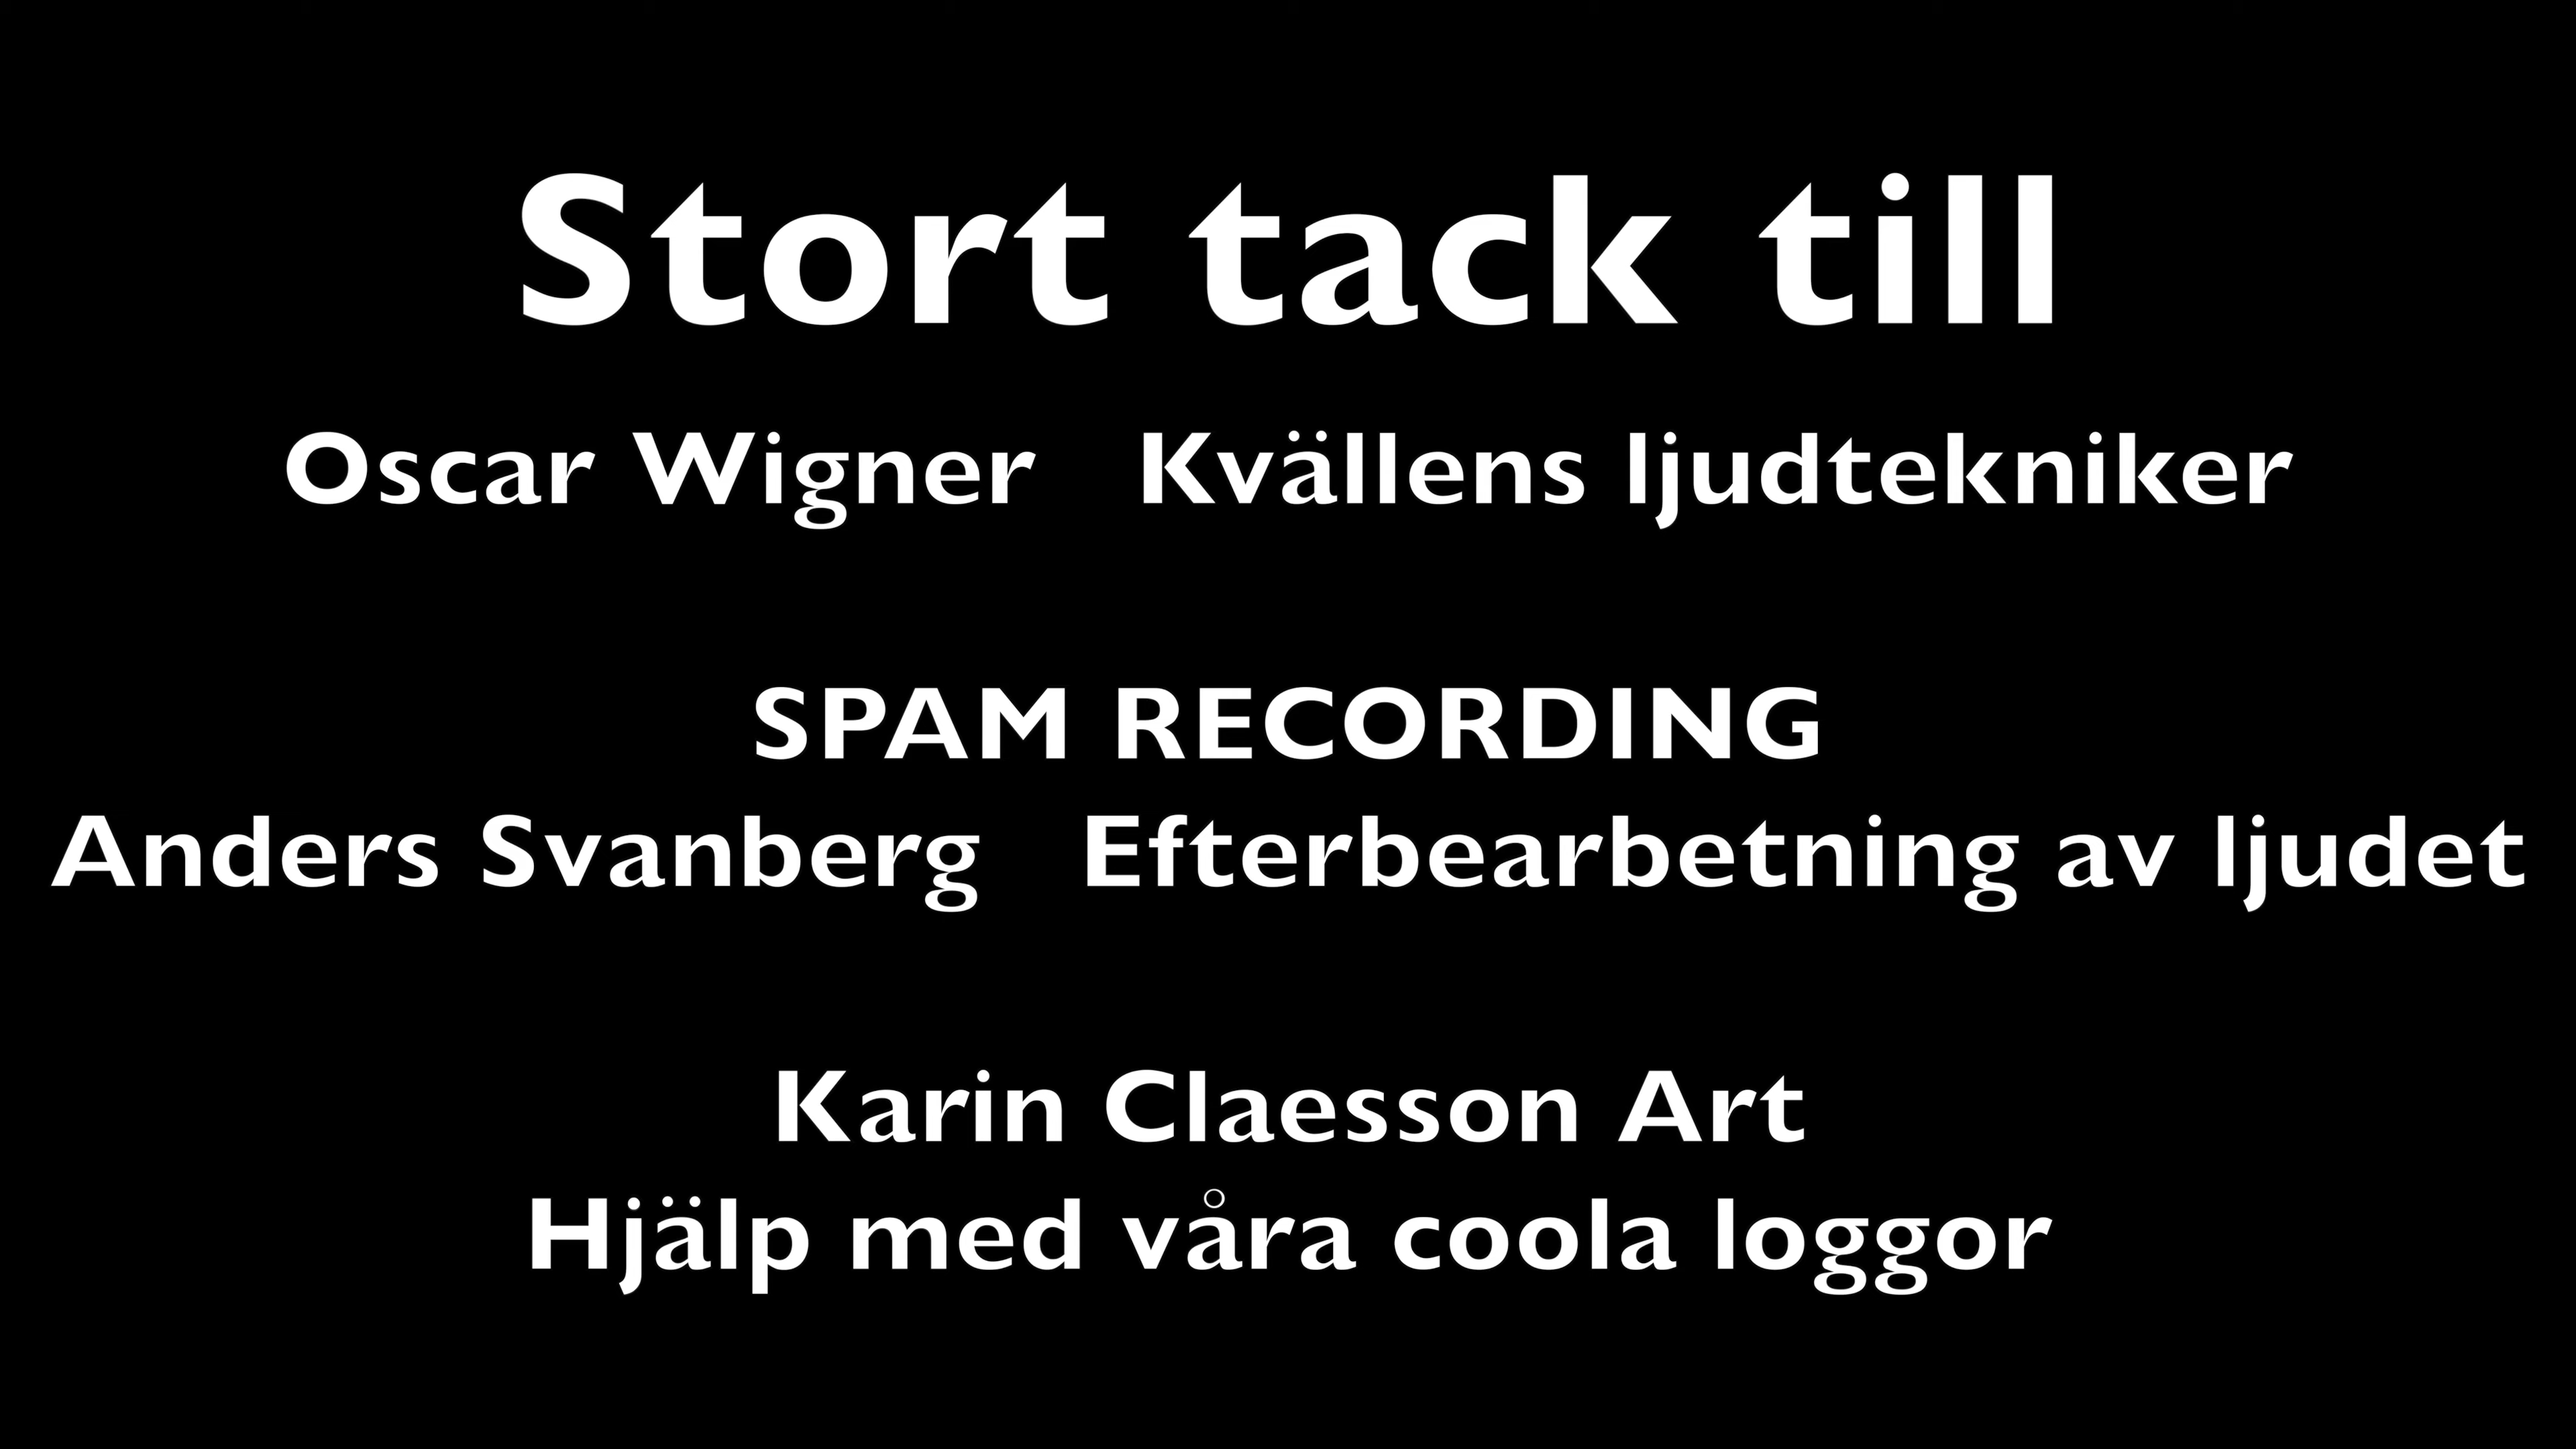 Stort tack till
Oscar Wigner Kvällens ljudtekniker
SPAM RECORDING
Anders Svanberg Efterbearbetning av ljudet
Karin Claesson Art
Hjälp med våra coola loggor